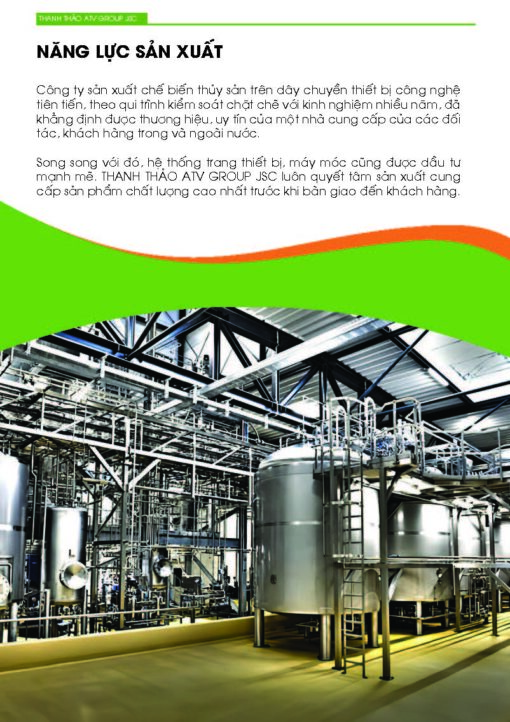 THANH THẢO ATV GROUP JSC
NĂNG LỰC SẢN XUẤT
Công ty sản xuất chế biến thủy sản trên dây chuyền thiết bị công nghệ
tiên tiến, theo qui trình kiểm soát chặt chẽ với kinh nghiệm nhiều năm, đã
khẳng định được thương hiệu, uy tín của một nhà cung cấp của các đối
tác, khách hàng trong và ngoài nước.
Song song với đó, hệ thống trang thiết bị, máy móc cũng được đầu tư
mạnh mẽ. THANH THẢO ATV GROUP JSC luôn quyết tâm sản xuất cung
cấp sản phẩm chất lượng cao nhất trước khi bàn giao đến khách hàng.